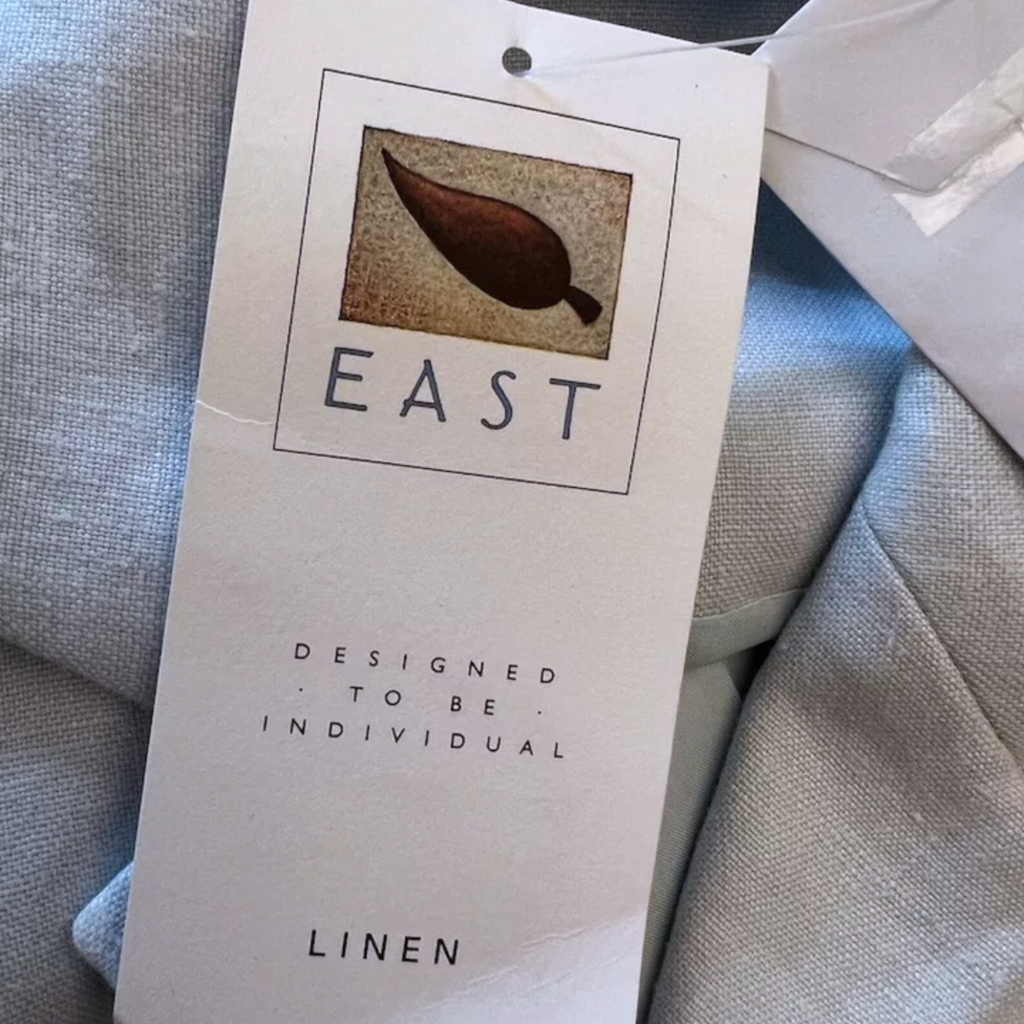 EAST
DESIGNED
· TO BE ·
INDIVIDUAL
LINEN